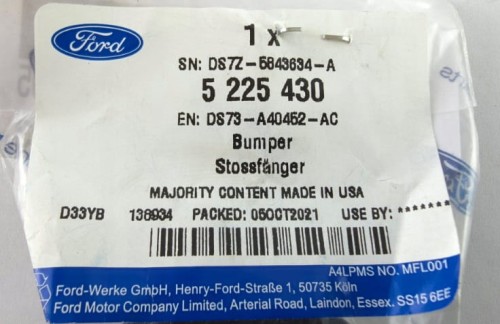 Ford
1 x
SN: DS7Z-5843634-A
5 225 430
EN: DS73-A40452-AC
Bumper
Stossfänger
MAJORITY CONTENT MADE IN USA
D33YB 138934 PACKED: 05OCT2021 USE BY: *******
A4LPMS NO. MFL001
Ford-Werke GmbH, Henry-Ford-Straße 1, 50735 Köln
Ford Motor Company Limited, Arterial Road, Laindon, Essex. SS15 6EE